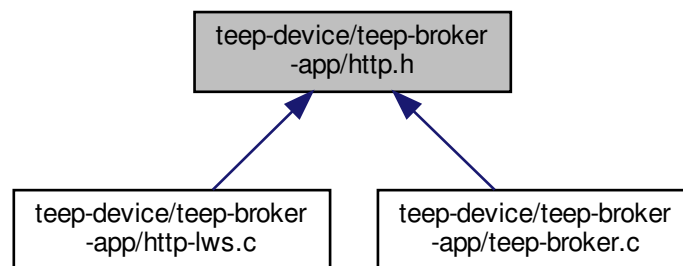 teep-device/teep-broker
-app/http.h
teep-device/teep-broker
-app/http-lws.c
teep-device/teep-broker
-app/teep-broker.c